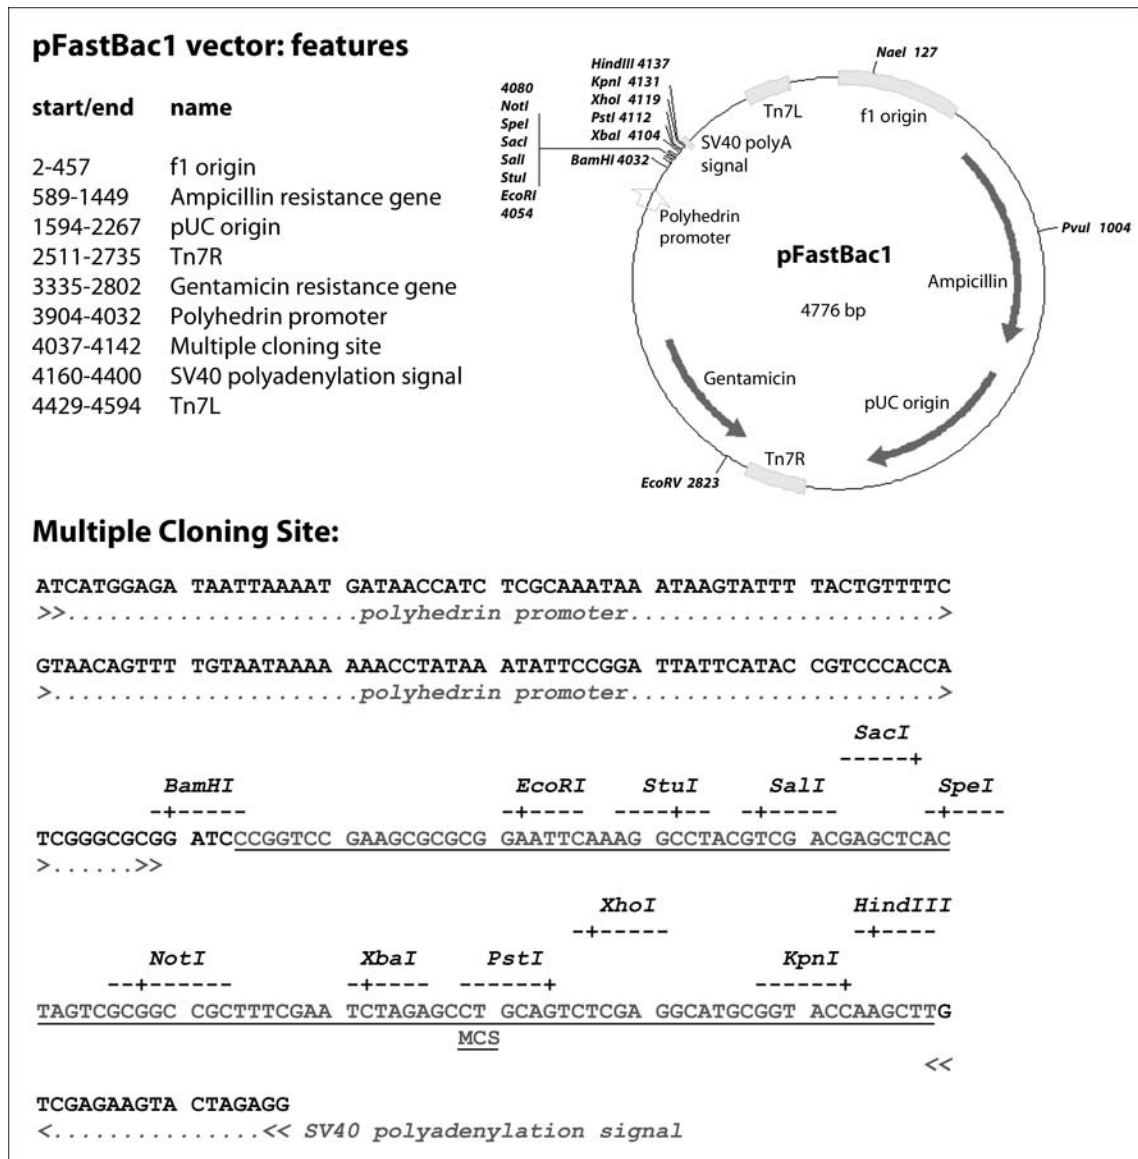 pFastBac1 vector: features
start/end name
2-457 f1 origin
589-1449 Ampicillin resistance gene
1594-2267 pUC origin
2511-2735 Tn7R
3335-2802 Gentamicin resistance gene
3904-4032 Polyhedrin promoter
4037-4142 Multiple cloning site
4160-4400 SV40 polyadenylation signal
4429-4594 Tn7L
4080
NotI
SpeI
SacI
SalI
StuI
EcoRI
4054
HindIII 4137
KpnI 4131
XhoI 4119
PstI 4112
XbaI 4104
BamHI 4032
NaeI 127
Tn7L
f1 origin
SV40 polyA
signal
Polyhedrin
promoter
PvuI 1004
pFastBac1
Ampicillin
4776 bp
Gentamicin
pUC origin
Tn7R
EcoRV 2823
Multiple Cloning Site:
ATCATGGAGA TAATTAAAAT GATAACCATC TCGCAAATAA ATAAGTATTT TACTGTTTTC
>>.....................polyhedrin promoter.......................>
GTAACAGTTT TGTAATAAAA AAACCTATAA ATATTCCGGA TTATTCATAC CGTCCCACCA
>......................polyhedrin promoter.......................>
SacI
-----+
BamHI EcoRI StuI SalI SpeI
-+----- -+---- ----+-- -+----- -+----
TCGGGCGCGG ATCCCGGTCC GAAGCGCGCG GAATTCAAAG GCCTACGTCG ACGAGCTCAC
>......>>
XhoI HindIII
-+----- -+----
NotI XbaI PstI KpnI
--+------ -+---- -----+- ------+
TAGTCGCGGC CGCTTTCGAA TCTAGAGCCT GCAGTCTCGA GGCATGCGGT ACCAAGCTTG
MCS
<<
TCGAGAAGTA CTAGAGG
<...............<< SV40 polyadenylation signal